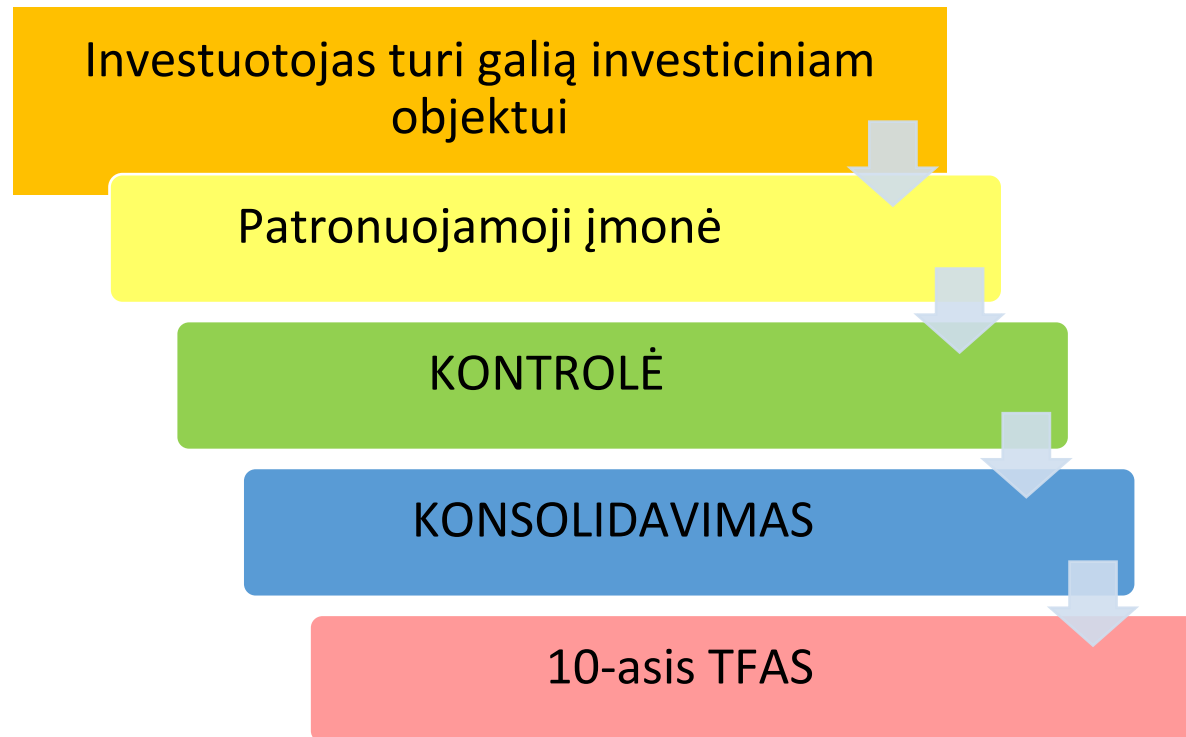 Investuotojas turi galią investiciniam
objektui
Patronuojamoji įmonė
KONTROLĖ
KONSOLIDAVIMAS
10-asis TFAS